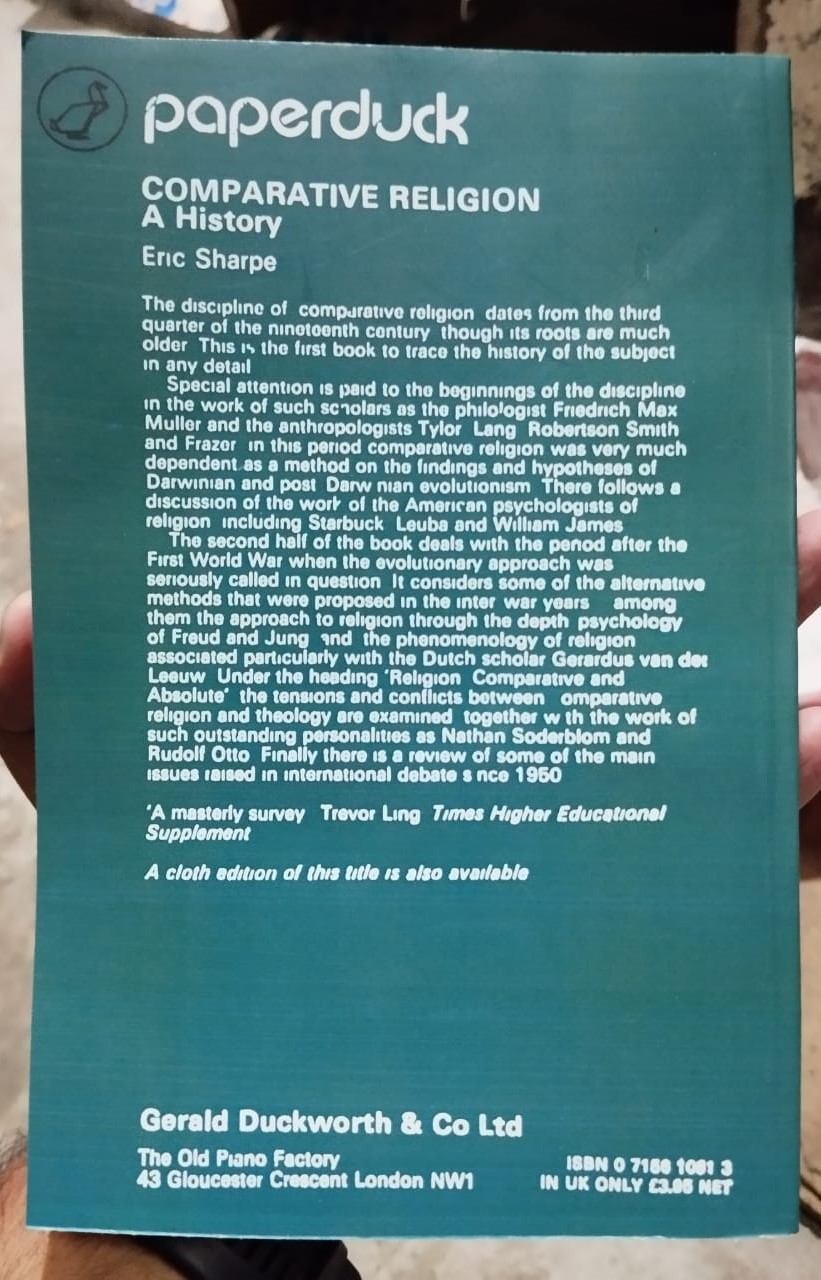 paperduck
COMPARATIVE RELIGION
A History
Eric Sharpe
The discipline of comparative religion dates from the third
quarter of the nineteenth century though its roots are much
older This is the first book to trace the history of the subject
in any detail
Special attention is paid to the beginnings of the discipline
in the work of such scholars as the philologist Friedrich Max
Muller and the anthropologists Tylor Lang Robertson Smith
and Frazer in this period comparative religion was very much
dependent as a method on the findings and hypotheses of
Darwinian and post Darw nian evolutionism There follows a
discussion of the work of the American psychologists of
religion including Starbuck Leuba and William James
The second half of the book deals with the period after the
First World War when the evolutionary approach was
seriously called in question It considers some of the alternative
methods that were proposed in the inter war years among
them the approach to religion through the depth psychology
of Freud and Jung and the phenomenology of religion
associated particularly with the Dutch scholar Gerardus van der
Leeuw Under the heading 'Religion Comparative and
Absolute' the tensions and conflicts between omparative
religion and theology are examined together w th the work of
such outstanding personalities as Nathan Soderblom and
Rudolf Otto Finally there is a review of some of the main
issues raised in international debate s nce 1950
'A masterly survey Trevor Ling Times Higher Educational
Supplement
A cloth edition of this title is also available
Gerald Duckworth & Co Ltd
The Old Piano Factory
43 Gloucester Crescent London NW1
ISBN 0 7156 1081 3
IN UK ONLY £3.95 NET